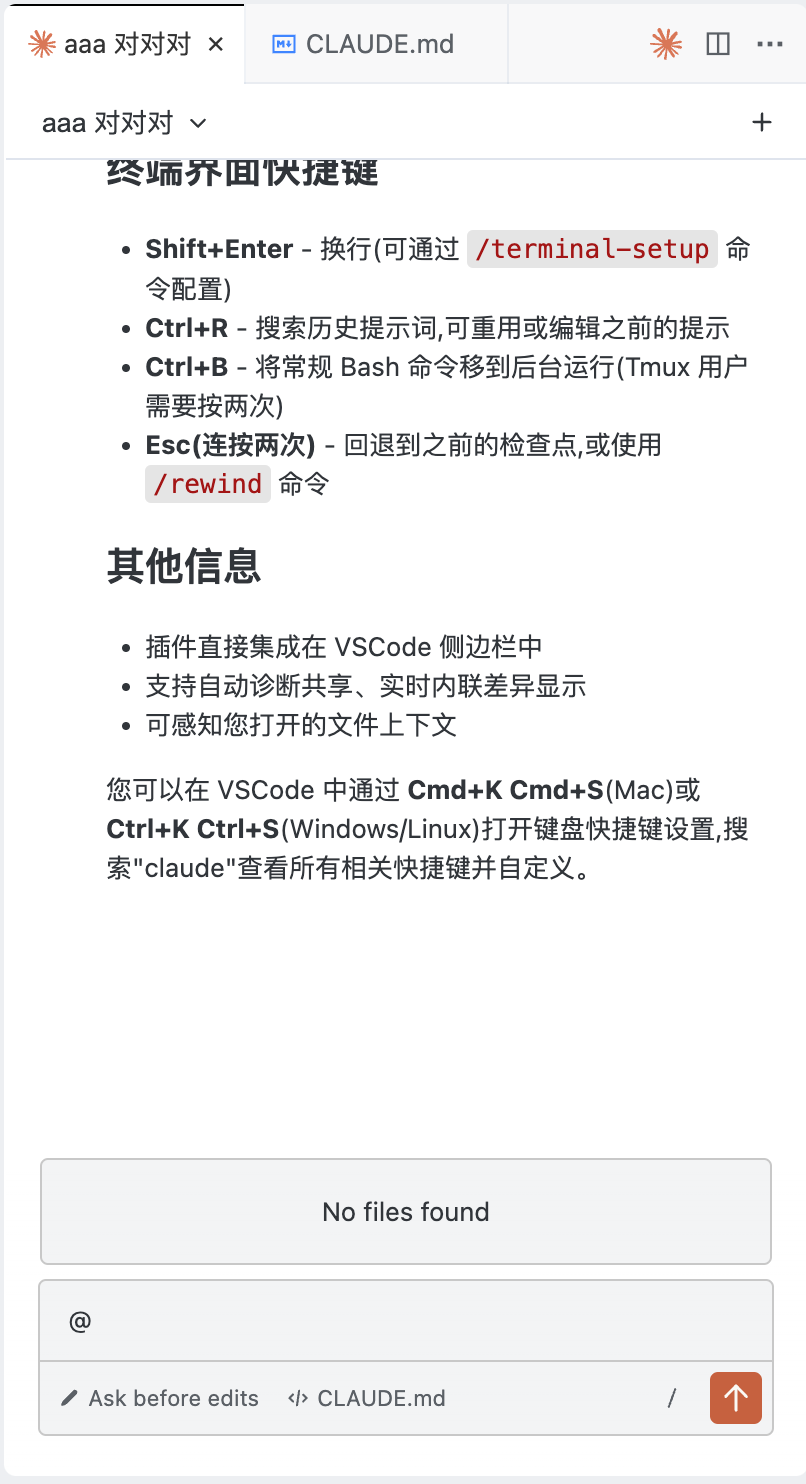 aaa 对对对
CLAUDE.md
aaa 对对对
终端界面快捷键
Shift+Enter - 换行(可通过 /terminal-setup 命
令配置)
Ctrl+R - 搜索历史提示词,可重用或编辑之前的提示
Ctrl+B - 将常规 Bash 命令移到后台运行(Tmux 用户
需要按两次)
Esc(连按两次) - 回退到之前的检查点,或使用
/rewind 命令
其他信息
插件直接集成在 VSCode 侧边栏中
支持自动诊断共享、实时内联差异显示
可感知您打开的文件上下文
您可以在 VSCode 中通过 Cmd+K Cmd+S(Mac)或
Ctrl+K Ctrl+S(Windows/Linux)打开键盘快捷键设置,搜
索"claude"查看所有相关快捷键并自定义。
No files found
@
Ask before edits </> CLAUDE.md /